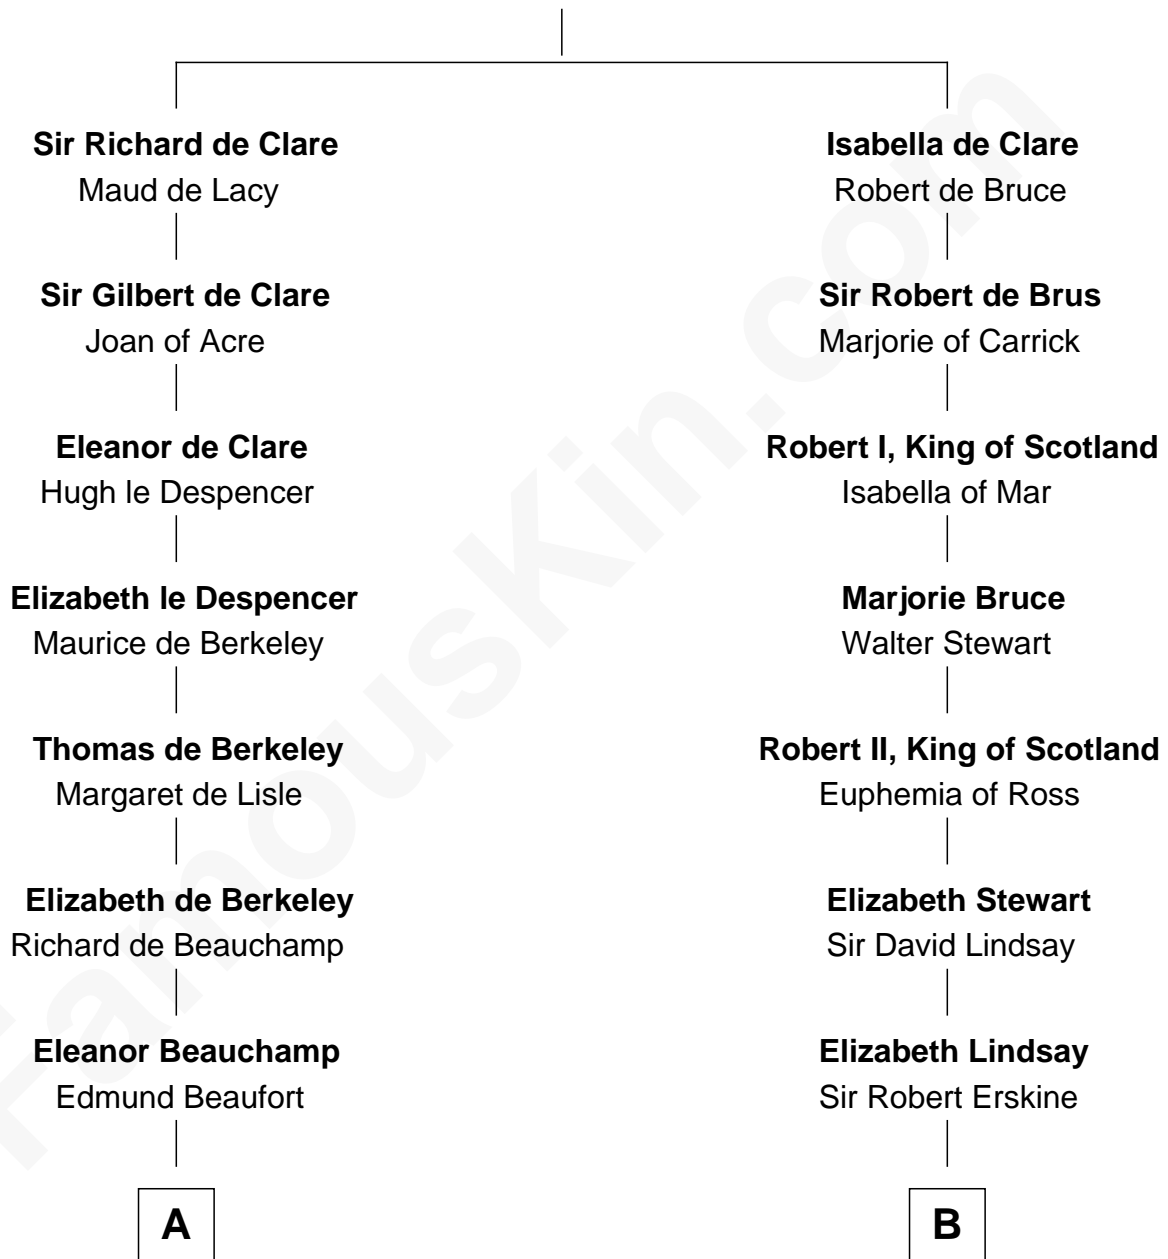 Sir Richard de Clare
Maud de Lacy
Sir Gilbert de Clare
Joan of Acre
Eleanor de Clare
Hugh le Despencer
Elizabeth le Despencer
Maurice de Berkeley
Thomas de Berkeley
Margaret de Lisle
Elizabeth de Berkeley
Richard de Beauchamp
Eleanor Beauchamp
Edmund Beaufort
A
Isabella de Clare
Robert de Bruce
Sir Robert de Brus
Marjorie of Carrick
Robert I, King of Scotland
Isabella of Mar
Marjorie Bruce
Walter Stewart
Robert II, King of Scotland
Euphemia of Ross
Elizabeth Stewart
Sir David Lindsay
Elizabeth Lindsay
Sir Robert Erskine
B
FamousKin.com